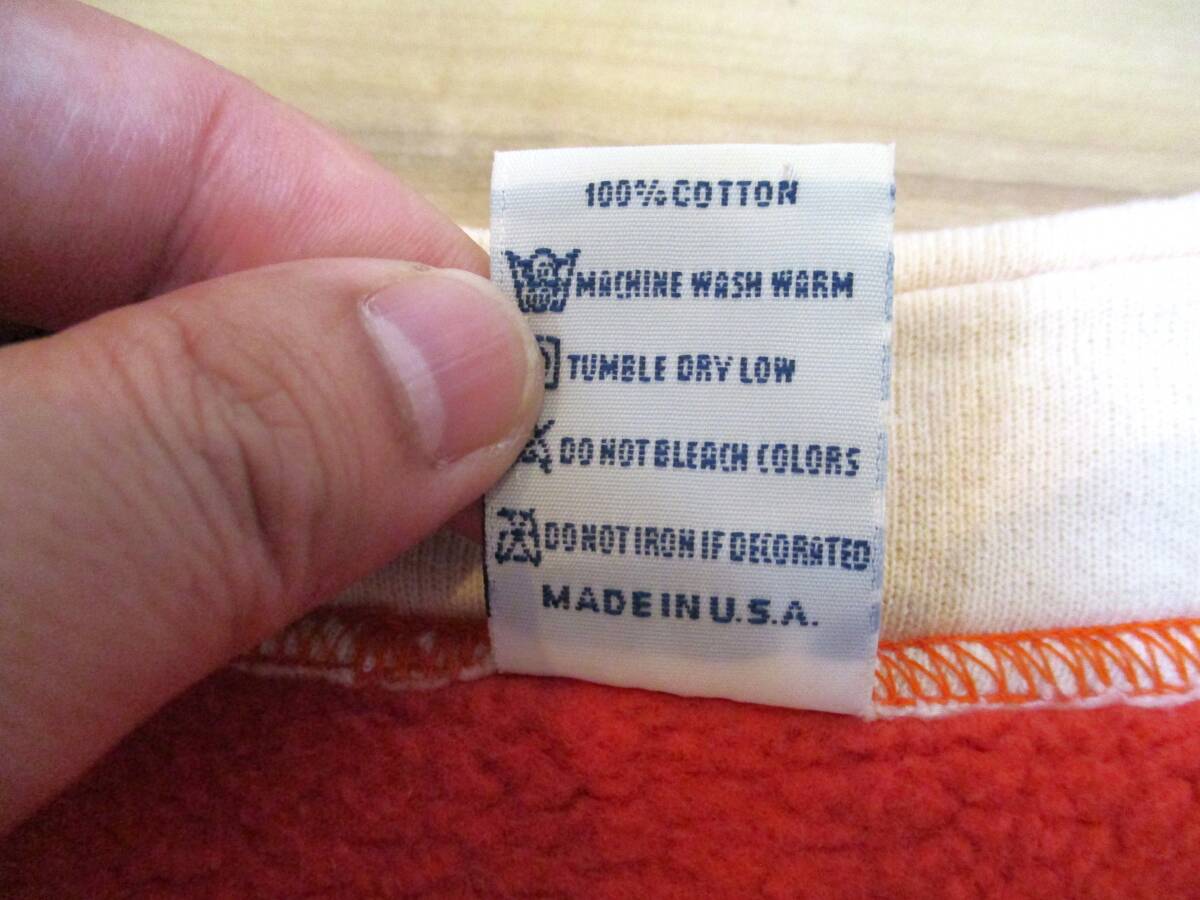 100% COTTON
MACHINE WASH WARM
TUMBLE DRY LOW
DO NOT BLEACH COLORS
DO NOT IRON IF DECORATED
MADE IN U.S.A.